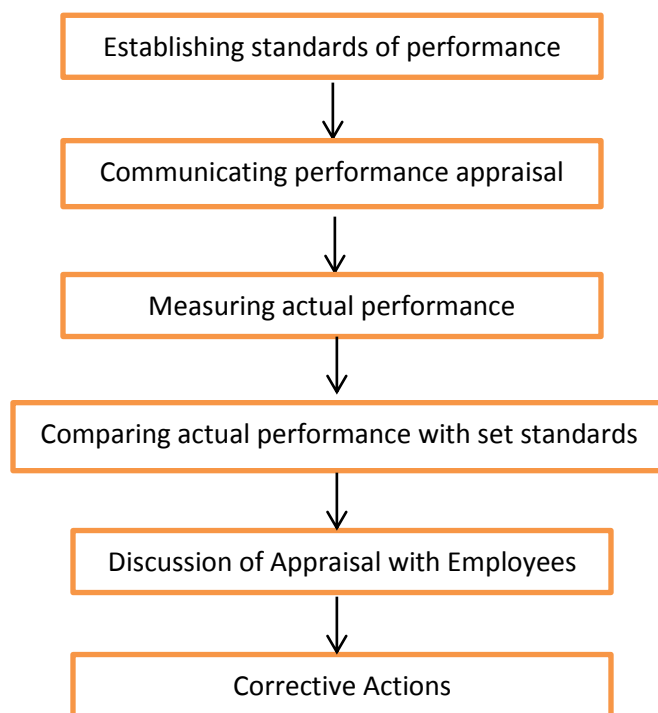 Establishing standards of performance
Communicating performance appraisal
Measuring actual performance
Comparing actual performance with set standards
Discussion of Appraisal with Employees
Corrective Actions